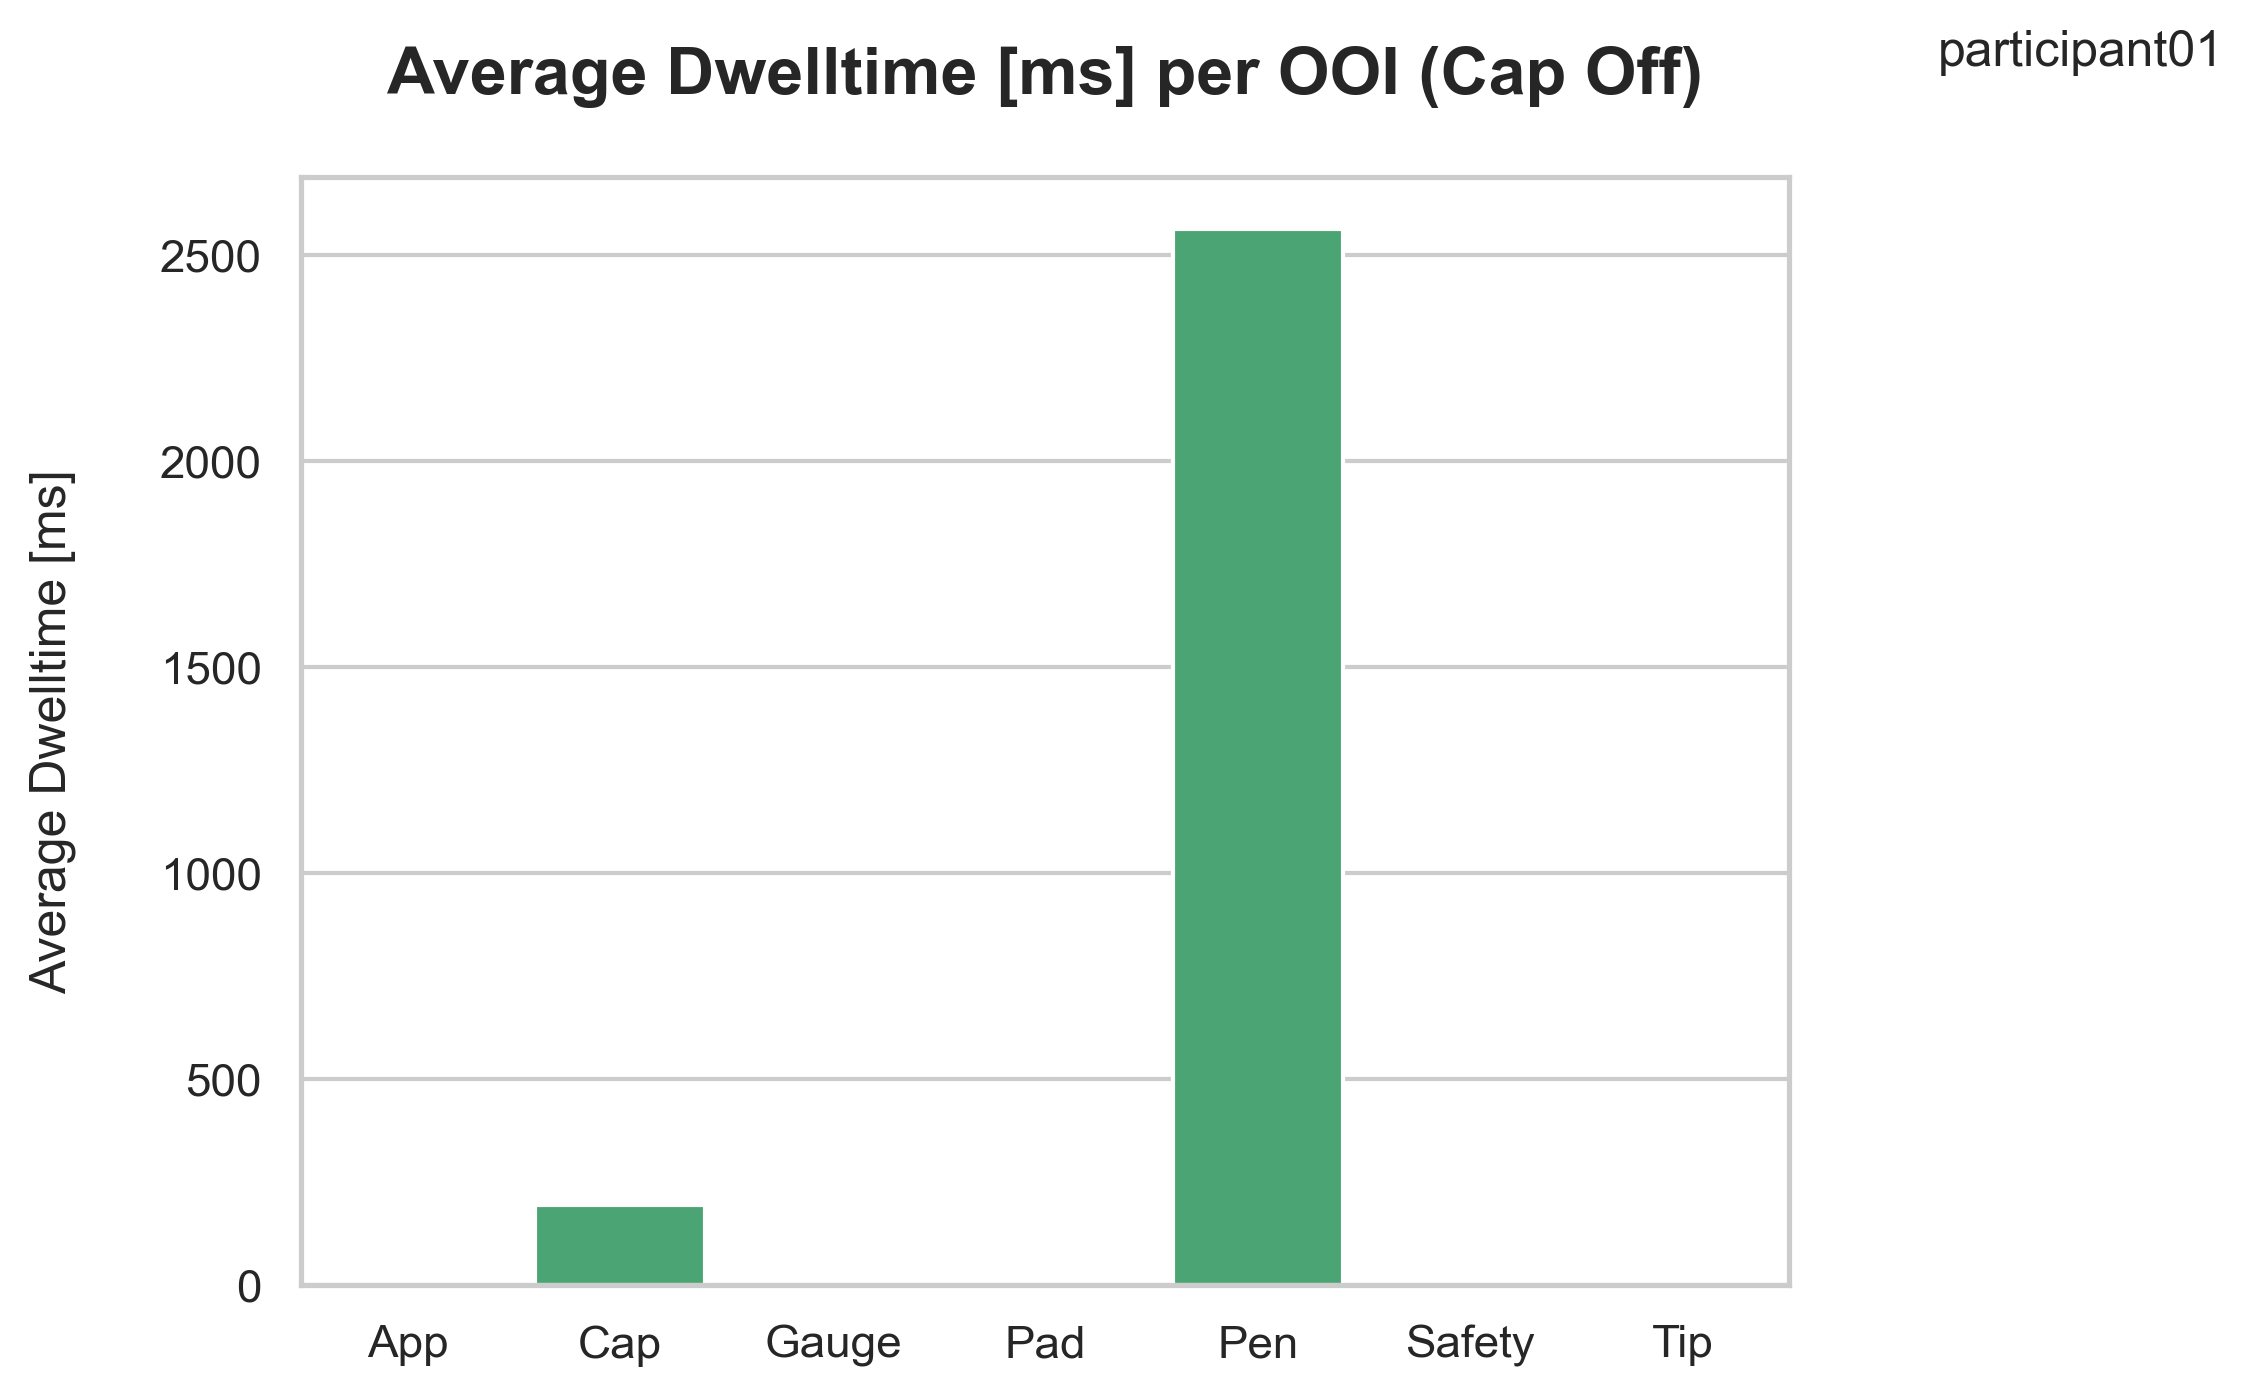 participant01
Average Dwelltime [ms] per OOI (Cap Off)
Average Dwelltime [ms]
2500
2000
1500
1000
500
0
App Cap Gauge Pad Pen Safety Tip